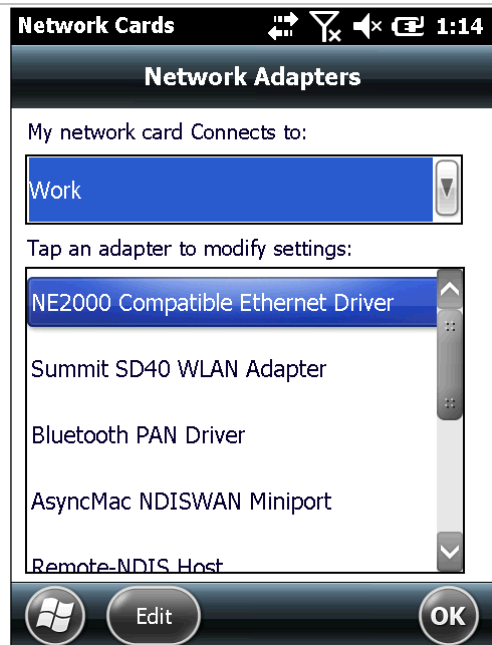 Network Cards 1:14
Network Adapters
My network card Connects to:
Work
Tap an adapter to modify settings:
NE2000 Compatible Ethernet Driver
Summit SD40 WLAN Adapter
Bluetooth PAN Driver
AsyncMac NDISWAN Miniport
Remote-NDIS Host
Edit OK